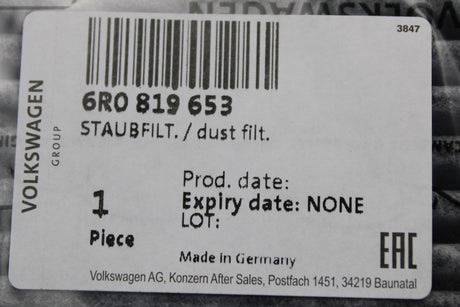 VOLKSWAGEN
3847
6R0 819 653
STAUBFILT. / dust filt.
VOLKSWAGEN
GROUP
Prod. date:
1
Expiry date: NONE
Piece
LOT:
Made in Germany
EAC
Volkswagen AG, Konzern After Sales, Postfach 1451, 34219 Baunatal